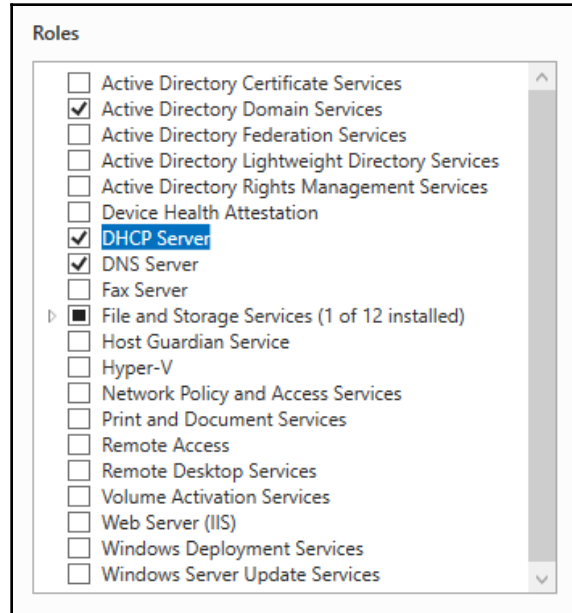 Roles
Active Directory Certificate Services
Active Directory Domain Services
Active Directory Federation Services
Active Directory Lightweight Directory Services
Active Directory Rights Management Services
Device Health Attestation
DHCP Server
DNS Server
Fax Server
File and Storage Services (1 of 12 installed)
Host Guardian Service
Hyper-V
Network Policy and Access Services
Print and Document Services
Remote Access
Remote Desktop Services
Volume Activation Services
Web Server (IIS)
Windows Deployment Services
Windows Server Update Services